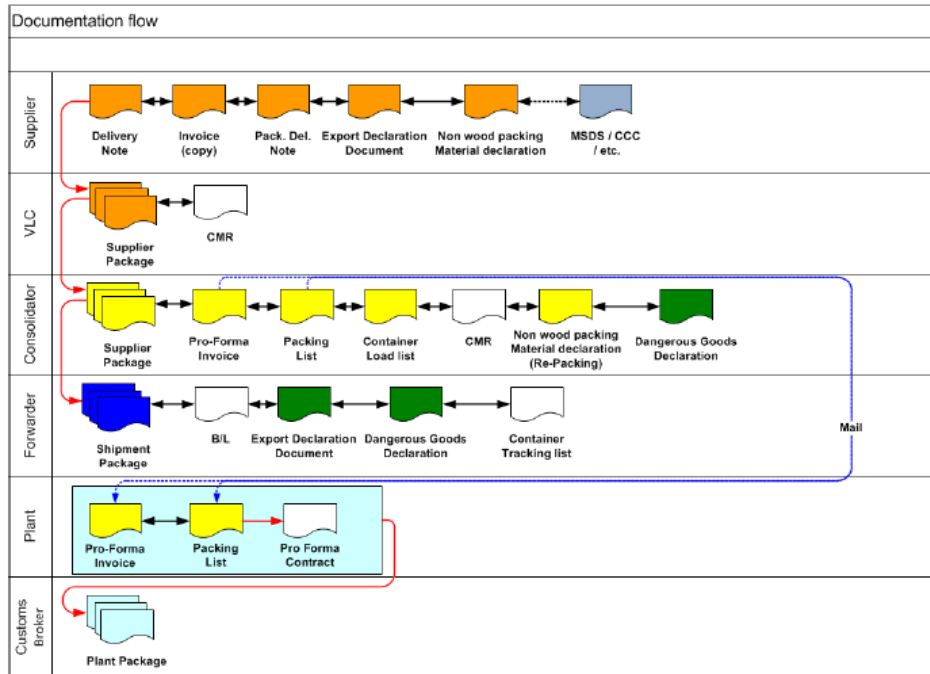 Documentation flow
Supplier
Delivery
Note
Invoice
(copy)
Pack. Del.
Note
Export Declaration
Document
Non wood packing
Material declaration
MSDS / CCC
/ etc.
VLC
Supplier
Package
CMR
Consolidator
Supplier
Package
Pro-Forma
Invoice
Packing
List
Container
Load list
CMR
Non wood packing
Material declaration
(Re-Packing)
Dangerous Goods
Declaration
Forwarder
Shipment
Package
B/L
Export Declaration
Document
Dangerous Goods
Declaration
Container
Tracking list
Mail
Plant
Pro-Forma
Invoice
Packing
List
Pro Forma
Contract
Customs
Broker
Plant Package